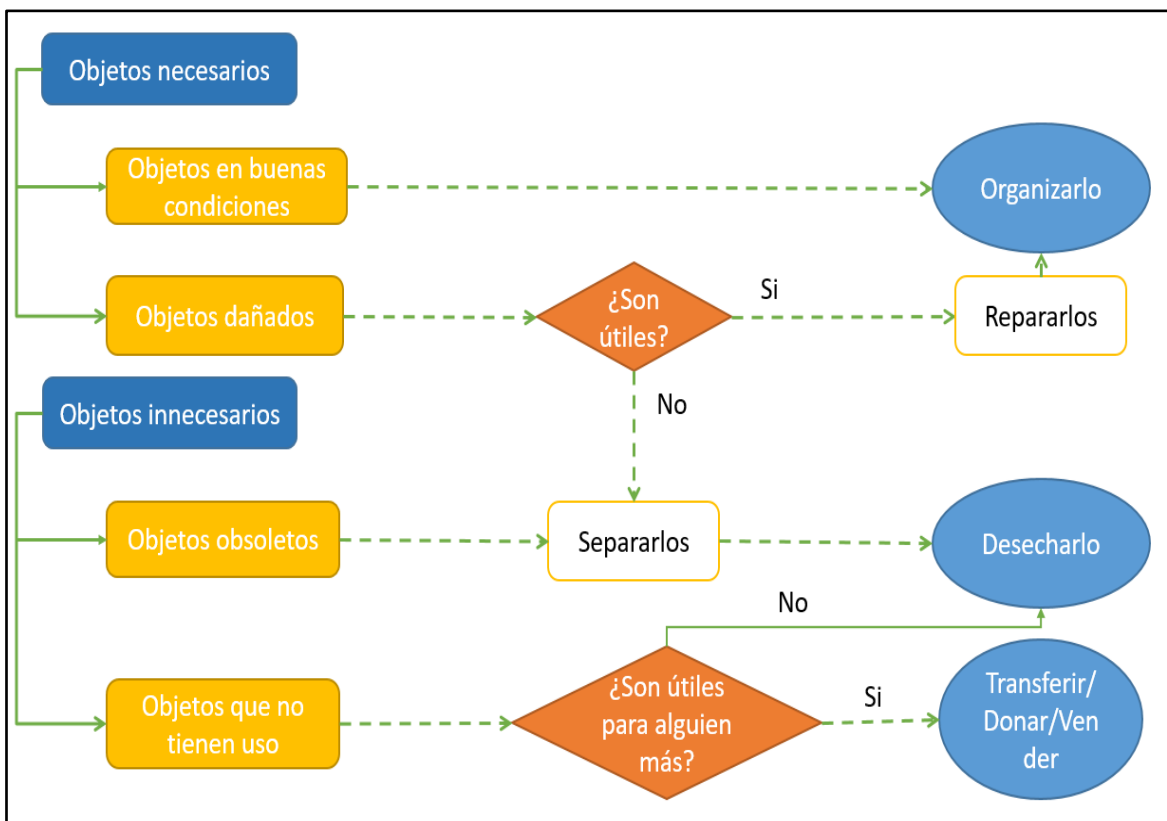 Objetos necesarios
Objetos en buenas
condiciones
Organizarlo
Objetos dañados
¿Son
útiles?
Si
Repararlos
No
Objetos innecesarios
Objetos obsoletos
Separarlos
Desecharlo
No
Objetos que no
tienen uso
¿Son útiles
para alguien
más?
Si
Transferir/
Donar/Ven
der